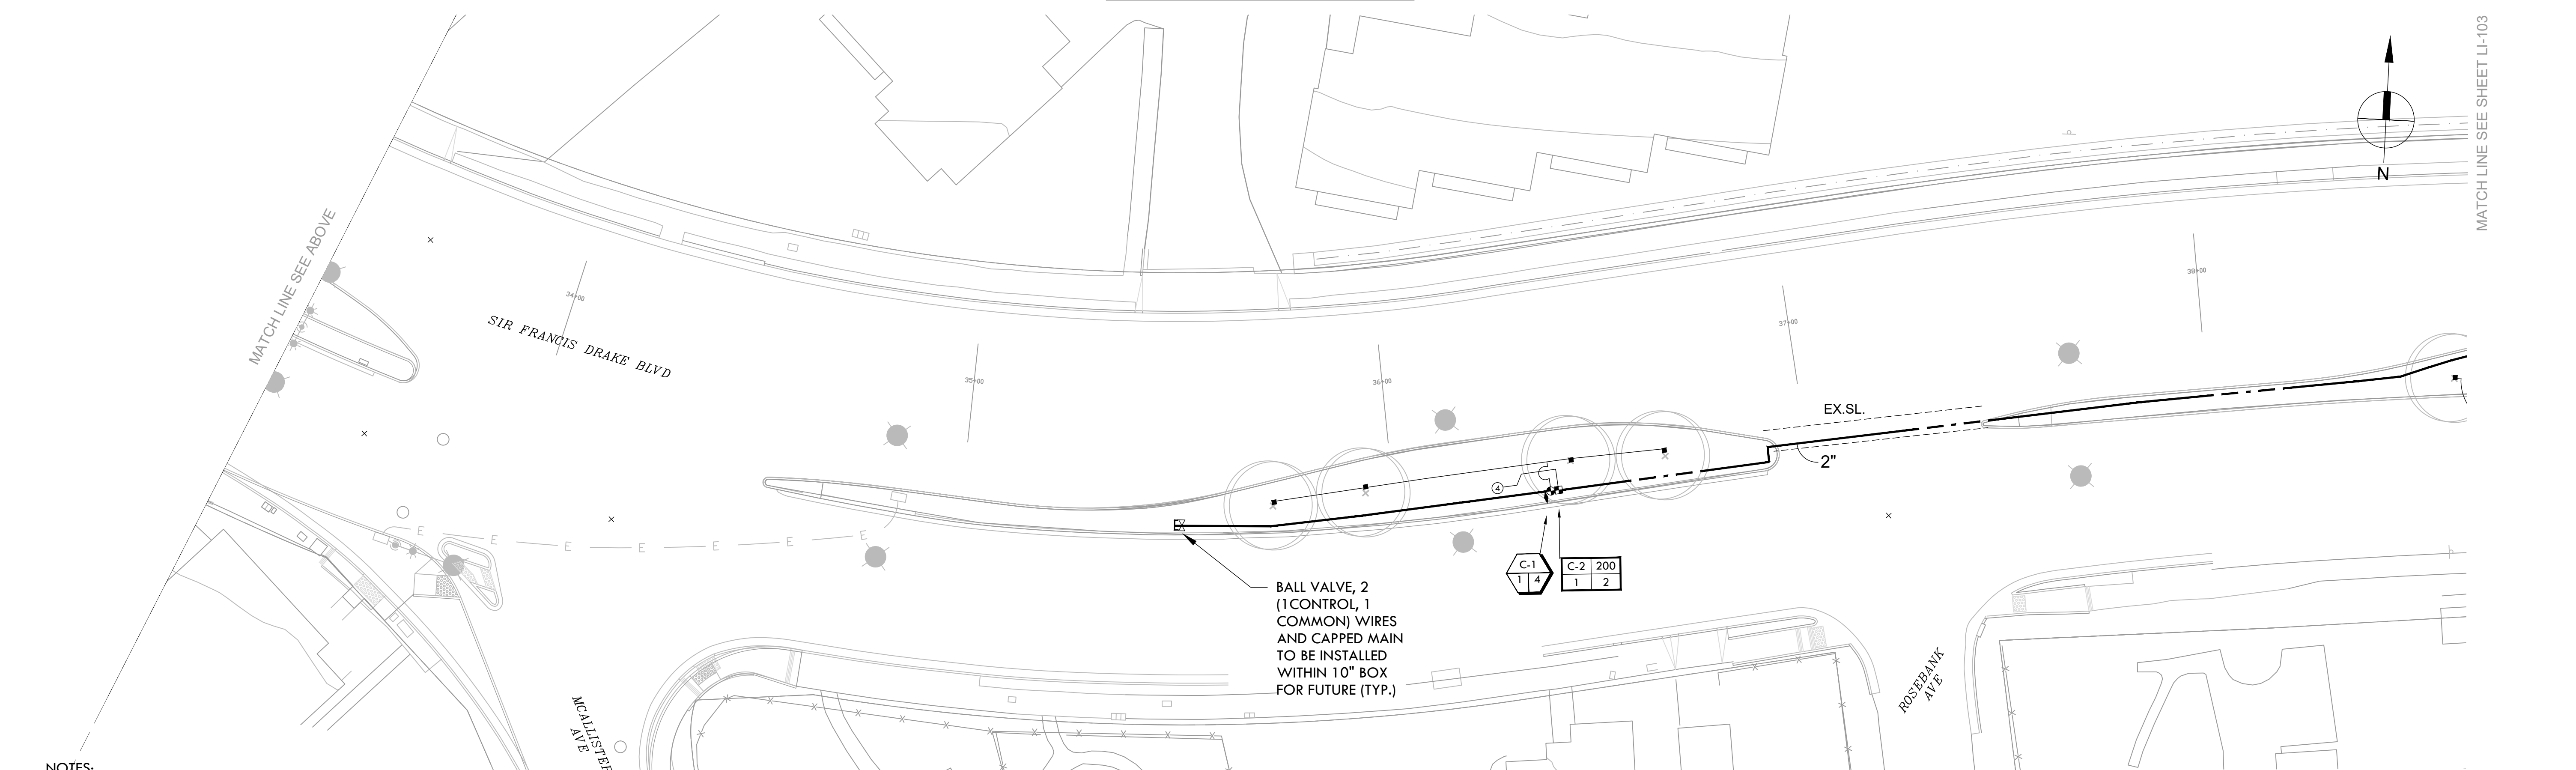 MATCH LINE SEE ABOVE
MATCH LINE SEE SHEET LI-103
N
34+00
SIR FRANCIS DRAKE BLVD
35+00
36+00
37+00
38+00
EX.SL.
2"
4
E E E E E E E
C-1
1 4
C-2 200
1 2
BALL VALVE, 2
(1CONTROL, 1
COMMON) WIRES
AND CAPPED MAIN
TO BE INSTALLED
WITHIN 10" BOX
FOR FUTURE (TYP.)
MCALLISTER
AVE
ROSEBANK
AVE
NOTES: